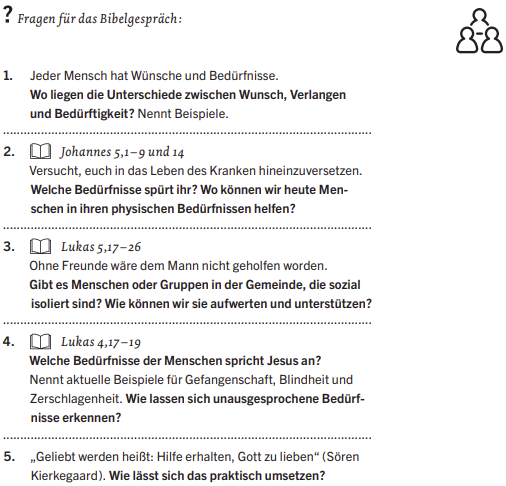 ? Fragen für das Bibelgespräch:
1. Jeder Mensch hat Wünsche und Bedürfnisse.
Wo liegen die Unterschiede zwischen Wunsch, Verlangen
und Bedürftigkeit? Nennt Beispiele.
2. Johannes 5,1–9 und 14
Versucht, euch in das Leben des Kranken hineinzuversetzen.
Welche Bedürfnisse spürt ihr? Wo können wir heute Men-
schen in ihren physischen Bedürfnissen helfen?
3. Lukas 5,17–26
Ohne Freunde wäre dem Mann nicht geholfen worden.
Gibt es Menschen oder Gruppen in der Gemeinde, die sozial
isoliert sind? Wie können wir sie aufwerten und unterstützen?
4. Lukas 4,17–19
Welche Bedürfnisse der Menschen spricht Jesus an?
Nennt aktuelle Beispiele für Gefangenschaft, Blindheit und
Zerschlagenheit. Wie lassen sich unausgesprochene Bedürf-
nisse erkennen?
5. „Geliebt werden heißt: Hilfe erhalten, Gott zu lieben“ (Sören
Kierkegaard). Wie lässt sich das praktisch umsetzen?